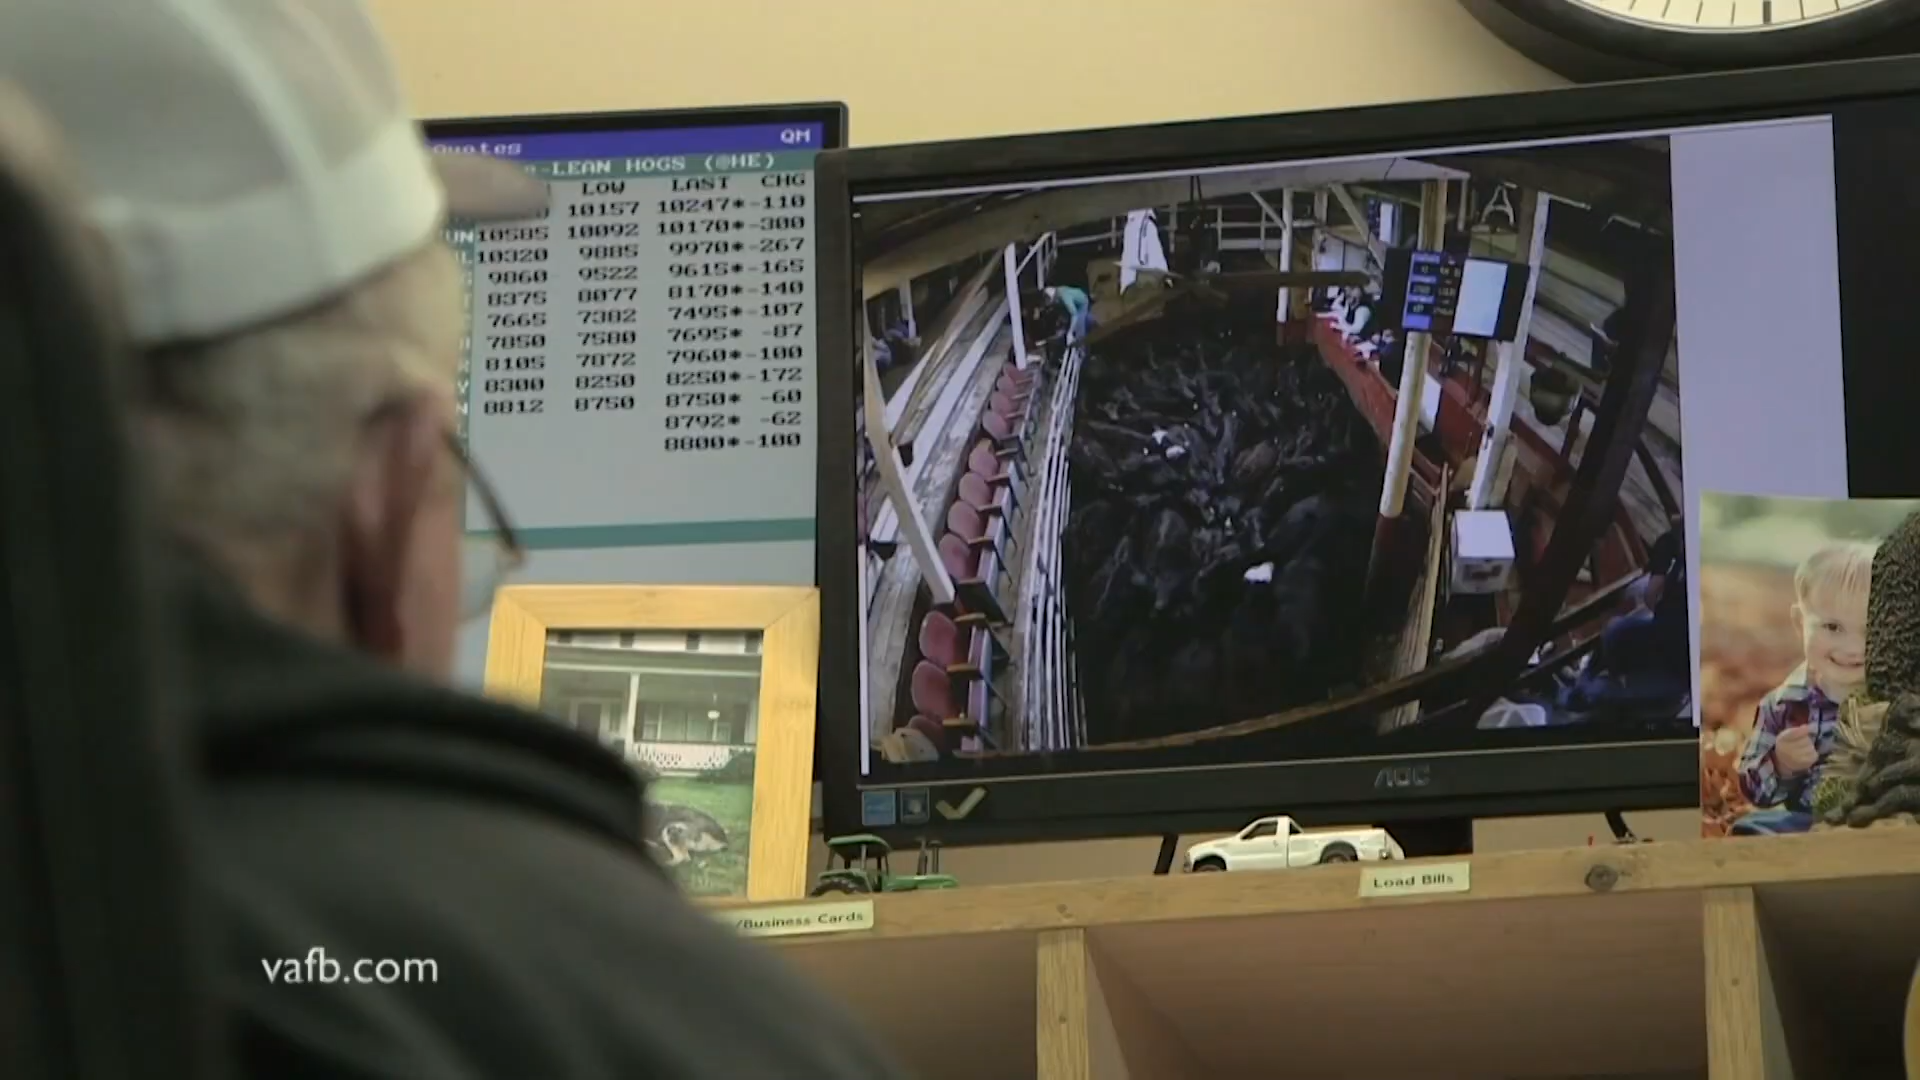 Quotes QM
LEAN HOGS (@HE)
LOW LAST CHG
10157 10247* -110
10585 10092 10170* -300
10320 9885 9970* -267
9860 9522 9615* -165
8375 8077 8170* -140
7665 7382 7495* -107
7850 7580 7695* -87
8105 7872 7960* -100
8300 8250 8250* -172
8812 8750 8750* -60
8792* -62
8800* -100
AOC
Load Bills
/Business Cards
vafb.com